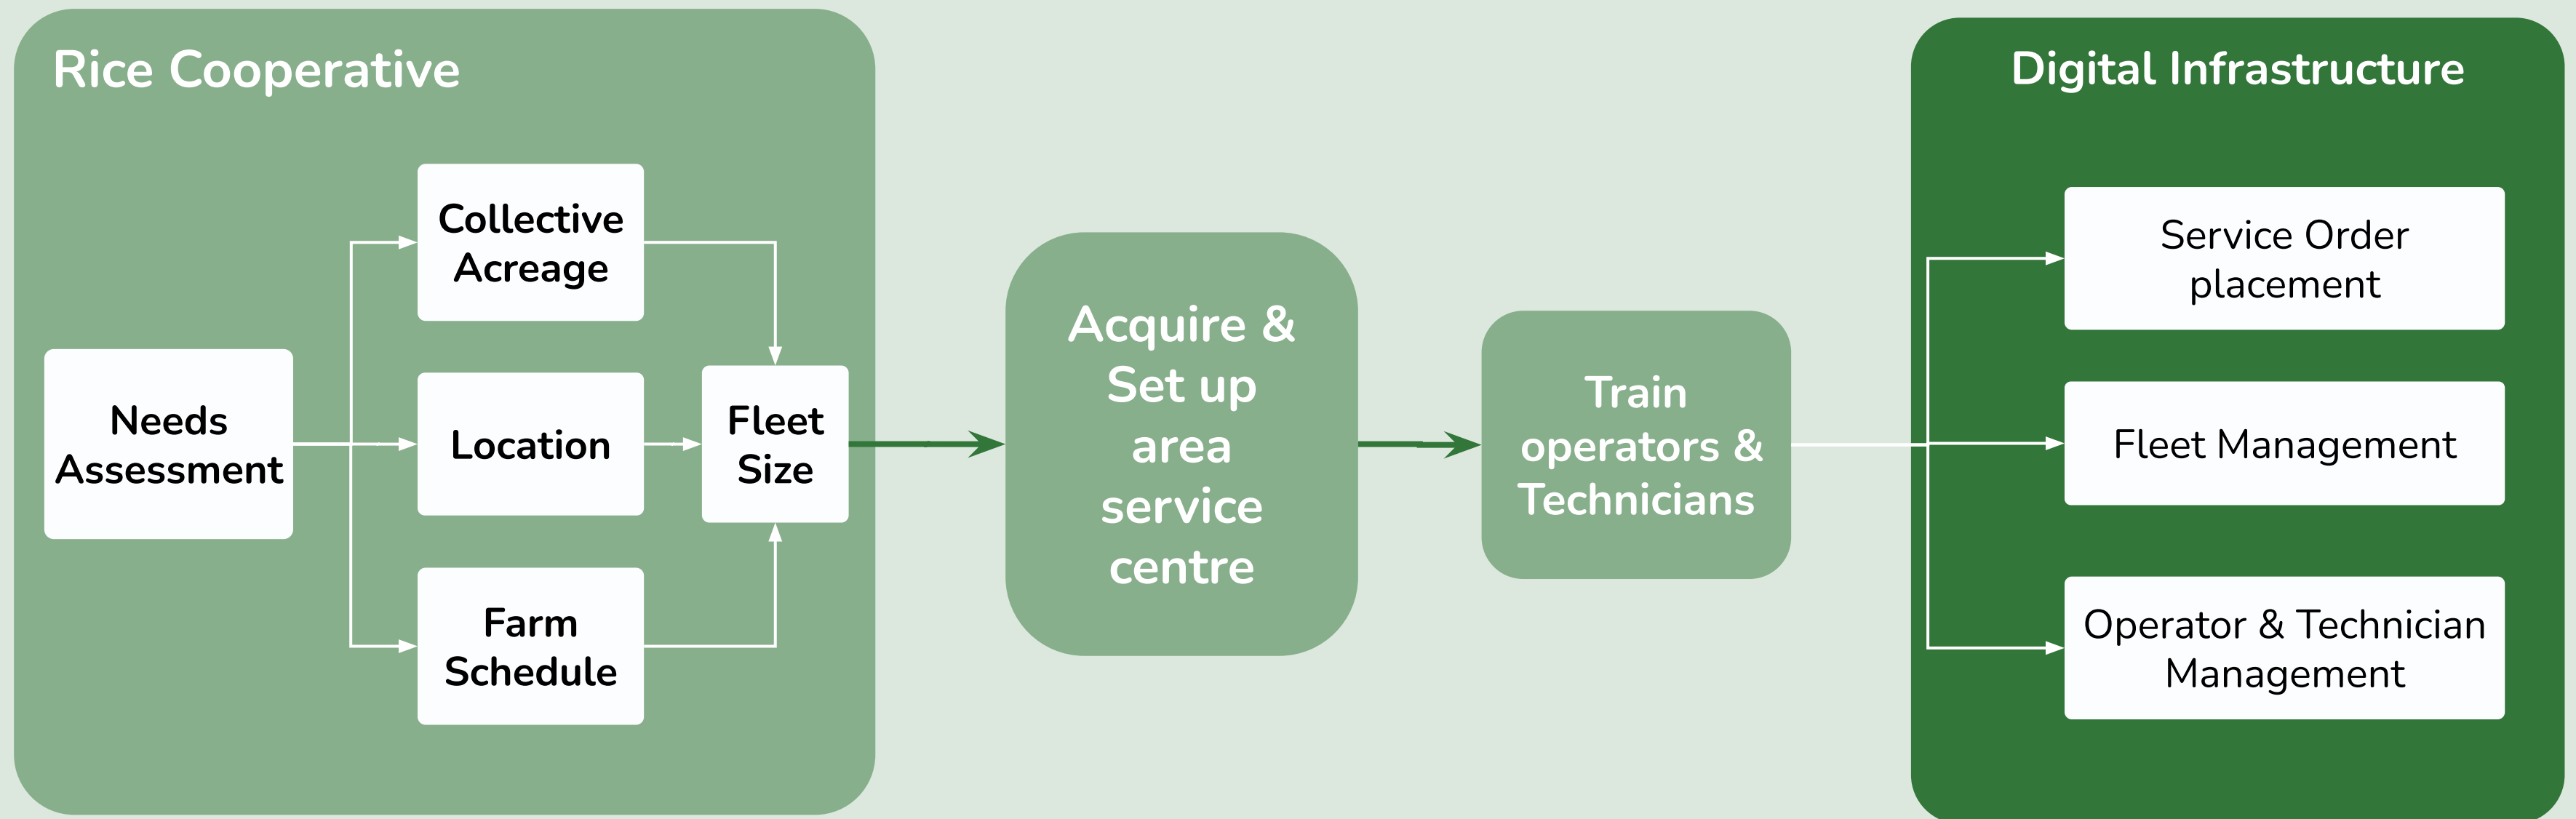 Rice Cooperative
Needs
Assessment
Collective
Acreage
Location
Farm
Schedule
Fleet
Size
Acquire &
Set up
area
service
centre
Train
operators &
Technicians
Digital Infrastructure
Service Order
placement
Fleet Management
Operator & Technician
Management